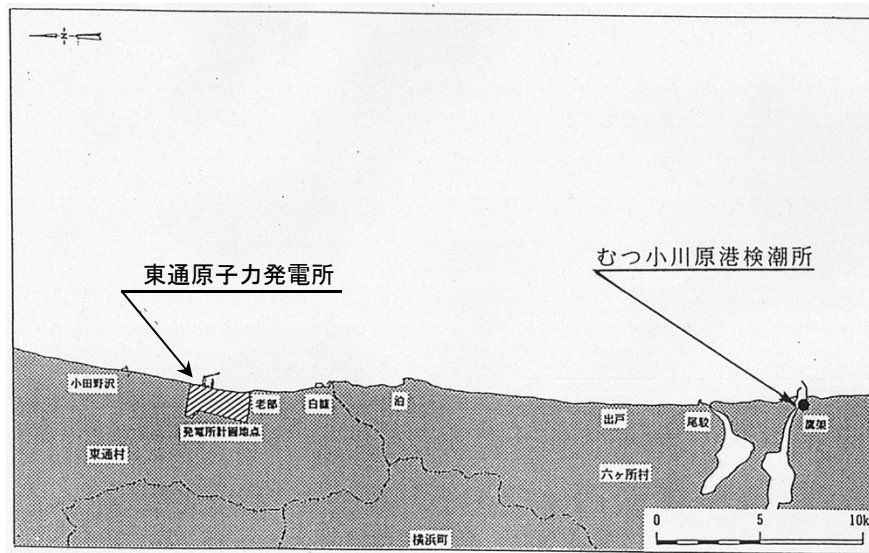 N
むつ小川原港検潮所
東通原子力発電所
小田野沢
老部
白糠
泊
出戸
尾駮
鷹架
発電所計画地点
東通村
六ヶ所村
横浜町
0 5 10k